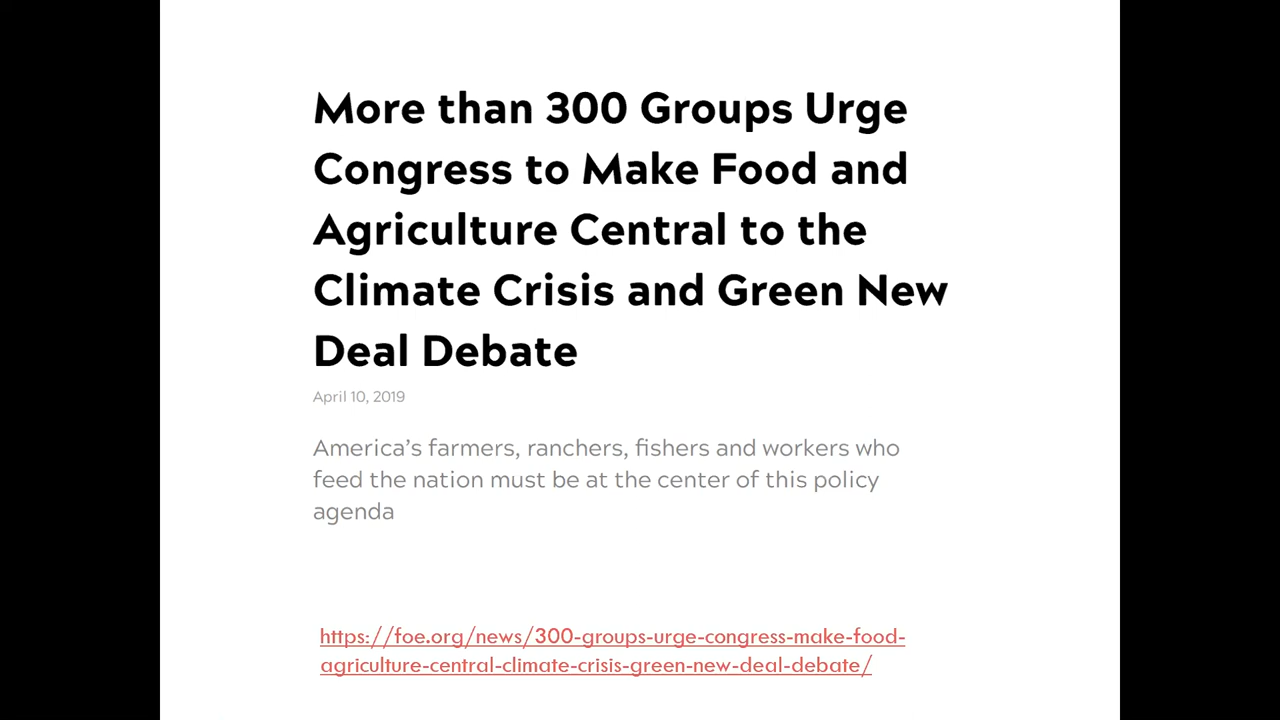 More than 300 Groups Urge
Congress to Make Food and
Agriculture Central to the
Climate Crisis and Green New
Deal Debate
April 10, 2019
America’s farmers, ranchers, fishers and workers who
feed the nation must be at the center of this policy
agenda
https://foe.org/news/300-groups-urge-congress-make-food-
agriculture-central-climate-crisis-green-new-deal-debate/